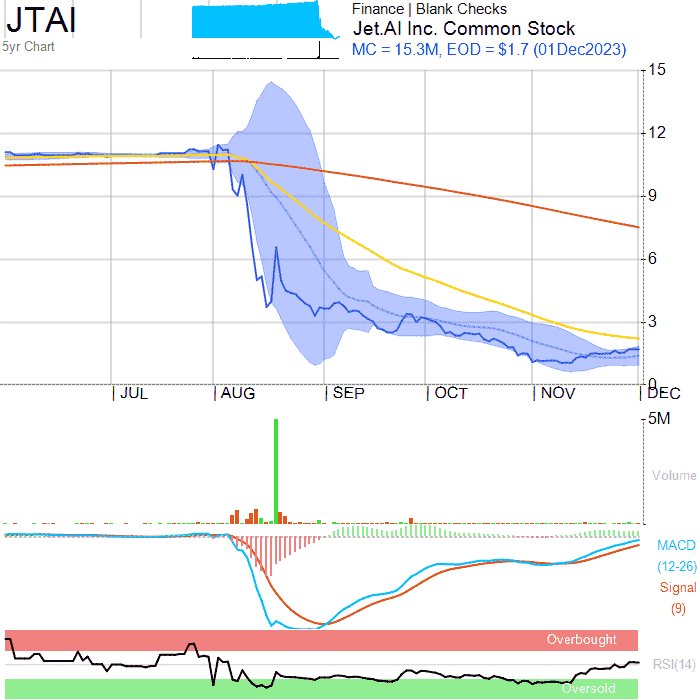 JTAI
5yr Chart
Finance | Blank Checks
Jet.AI Inc. Common Stock
MC = 15.3M, EOD = $1.7 (01Dec2023)
15
12
9
6
3
0
JUL AUG SEP OCT NOV DEC
5M
Volume
MACD
(12-26)
Signal
(9)
Overbought
RSI(14)
Oversold